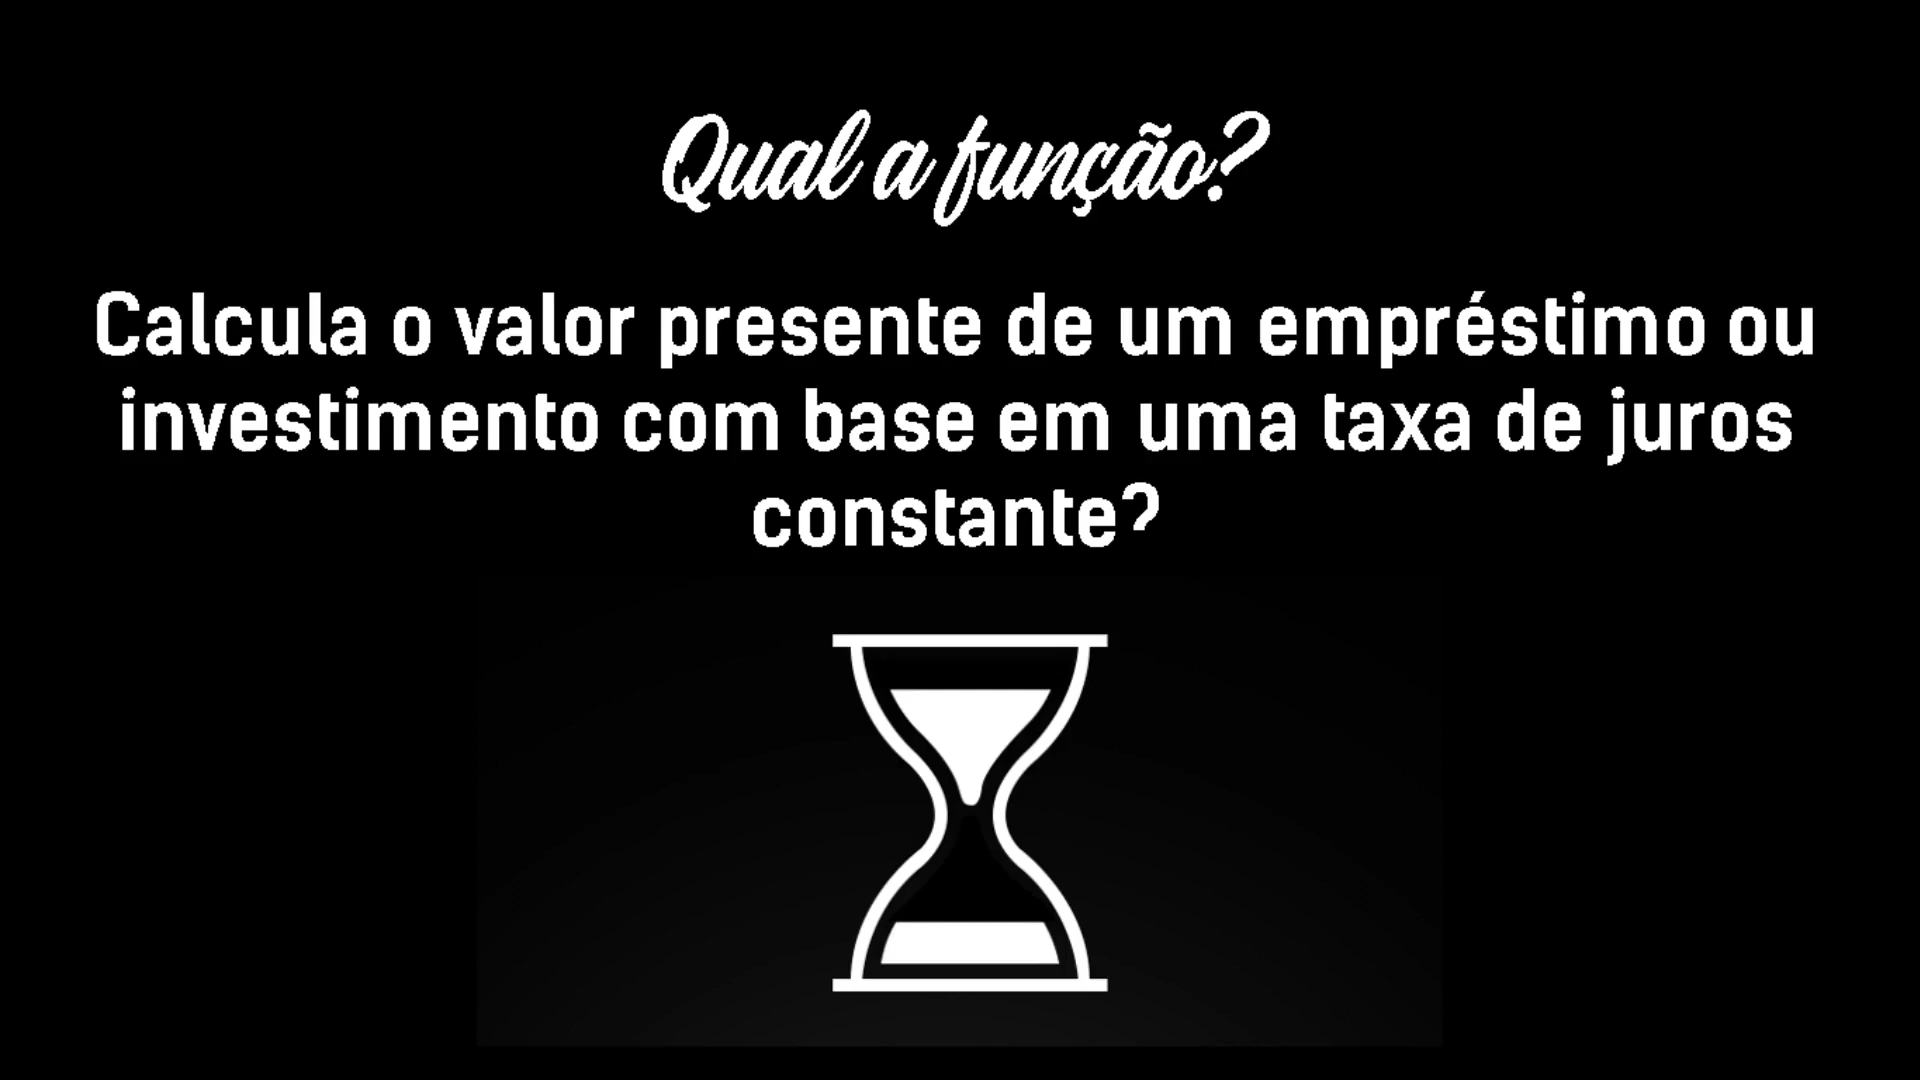 Qual a função?
Calcula o valor presente de um empréstimo ou
investimento com base em uma taxa de juros
constante?